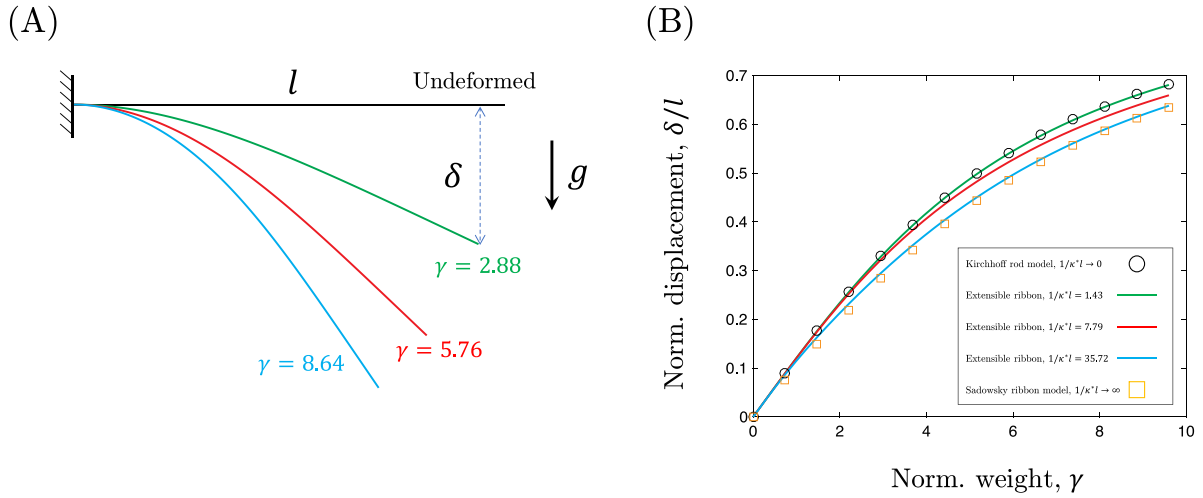 (A)
l
Undeformed
δ
g
γ = 2.88
γ = 5.76
γ = 8.64
(B)
Norm. displacement, δ/l
0.7
0.6
0.5
0.4
0.3
0.2
0.1
0
0 2 4 6 8 10
Norm. weight, γ
Kirchhoff rod model, 1/κ*l → 0
Extensible ribbon, 1/κ*l = 1.43
Extensible ribbon, 1/κ*l = 7.79
Extensible ribbon, 1/κ*l = 35.72
Sadowsky ribbon model, 1/κ*l → ∞